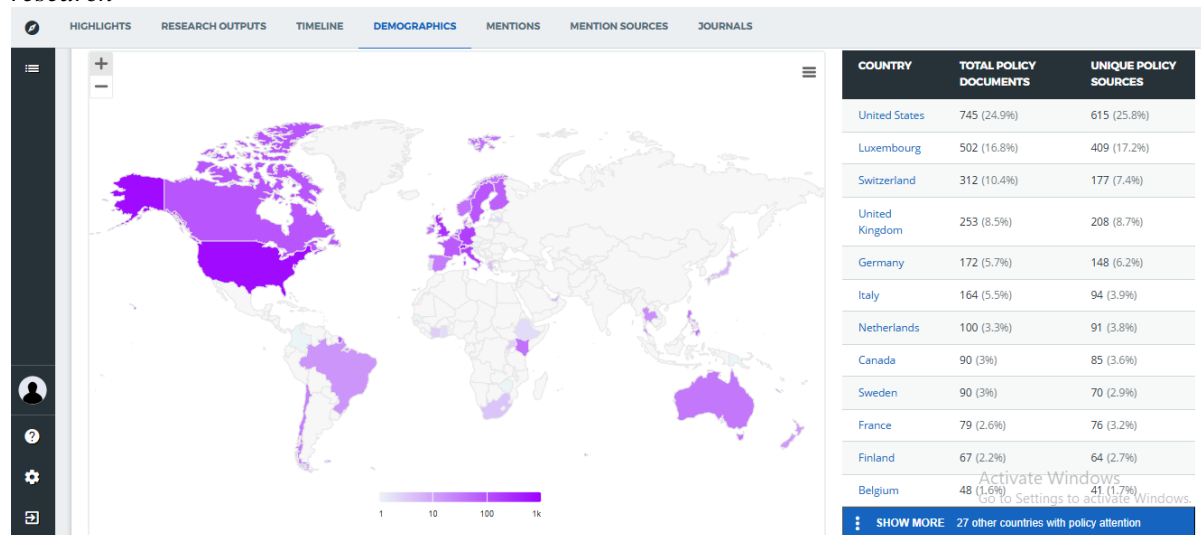 research
HIGHLIGHTS RESEARCH OUTPUTS TIMELINE DEMOGRAPHICS MENTIONS MENTION SOURCES JOURNALS
+
−
COUNTRY TOTAL POLICY DOCUMENTS UNIQUE POLICY SOURCES
United States 745 (24.9%) 615 (25.8%)
Luxembourg 502 (16.8%) 409 (17.2%)
Switzerland 312 (10.4%) 177 (7.4%)
United Kingdom 253 (8.5%) 208 (8.7%)
Germany 172 (5.7%) 148 (6.2%)
Italy 164 (5.5%) 94 (3.9%)
Netherlands 100 (3.3%) 91 (3.8%)
Canada 90 (3%) 85 (3.6%)
Sweden 90 (3%) 70 (2.9%)
France 79 (2.6%) 76 (3.2%)
Finland 67 (2.2%) 64 (2.7%)
Activate Windows
Belgium 48 (1.6%) 41 (1.7%)
Go to Settings to activate Windows.
1 10 100 1k
SHOW MORE 27 other countries with policy attention